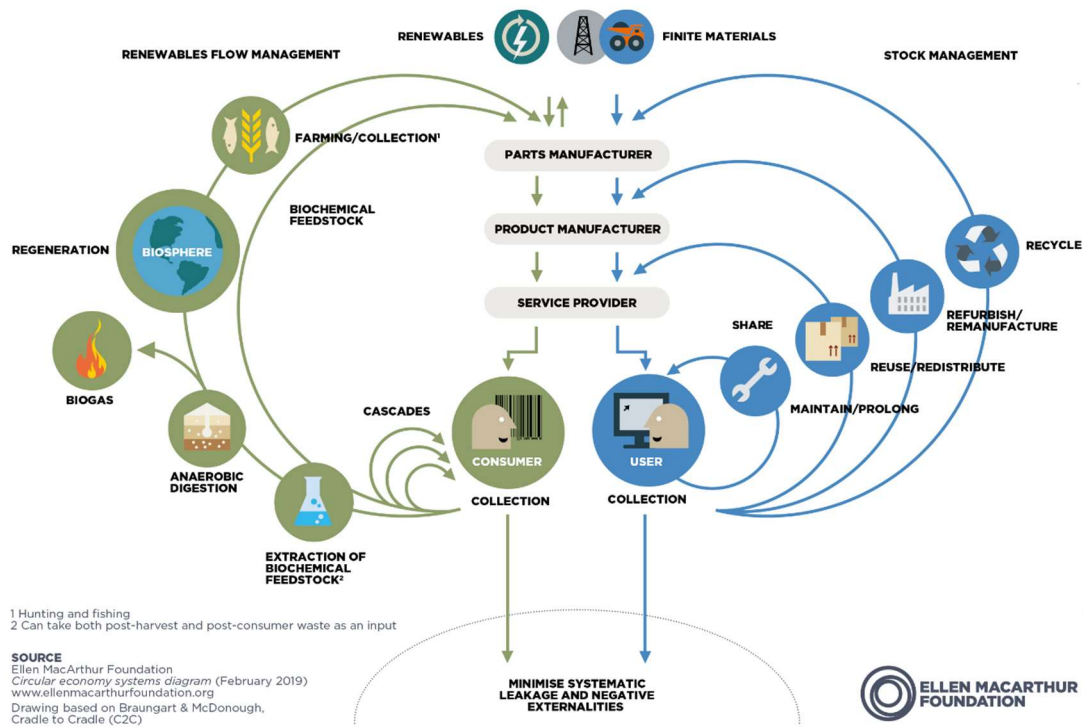 RENEWABLES
FINITE MATERIALS
RENEWABLES FLOW MANAGEMENT
STOCK MANAGEMENT
FARMING/COLLECTION¹
PARTS MANUFACTURER
BIOCHEMICAL
FEEDSTOCK
PRODUCT MANUFACTURER
REGENERATION
BIOSPHERE
RECYCLE
SERVICE PROVIDER
SHARE
REFURBISH/
REMANUFACTURE
REUSE/REDISTRIBUTE
BIOGAS
CASCADES
MAINTAIN/PROLONG
CONSUMER
USER
ANAEROBIC
DIGESTION
COLLECTION
COLLECTION
EXTRACTION OF
BIOCHEMICAL
FEEDSTOCK²
1 Hunting and fishing
2 Can take both post-harvest and post-consumer waste as an input
SOURCE
Ellen MacArthur Foundation
Circular economy systems diagram (February 2019)
www.ellenmacarthurfoundation.org
Drawing based on Braungart & McDonough,
Cradle to Cradle (C2C)
MINIMISE SYSTEMATIC
LEAKAGE AND NEGATIVE
EXTERNALITIES
ELLEN MACARTHUR
FOUNDATION